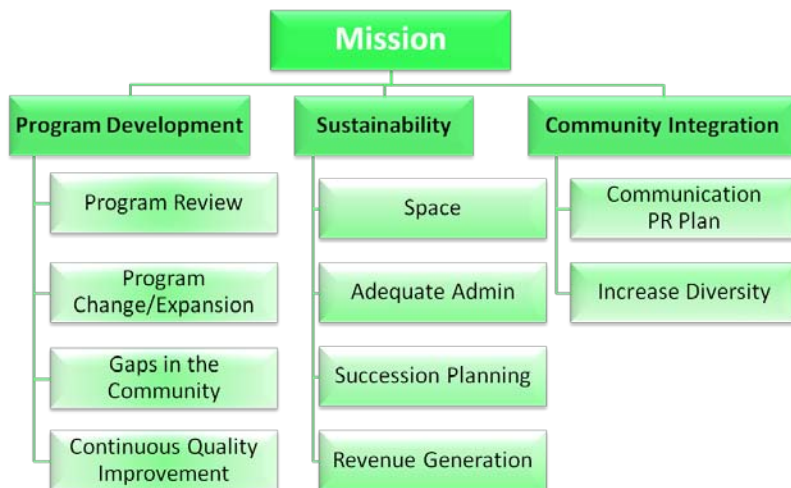 Mission
Program Development
Program Review
Program
Change/Expansion
Gaps in the
Community
Continuous Quality
Improvement
Sustainability
Space
Adequate Admin
Succession Planning
Revenue Generation
Community Integration
Communication
PR Plan
Increase Diversity